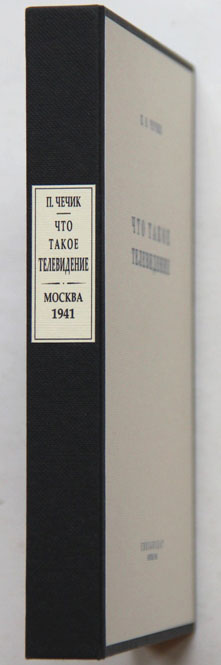 П. ЧЕЧИК
ЧТО
ТАКОЕ
ТЕЛЕВИДЕНИЕ
МОСКВА
1941
ЧТО ТАКОЕ
ТЕЛЕВИДЕНИЕ